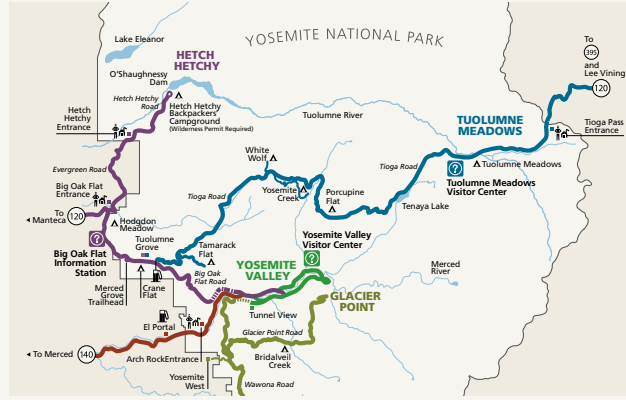 YOSEMITE NATIONAL PARK
Lake Eleanor
To
395
and
Lee Vining
120
HETCH
HETCHY
O'Shaughnessy
Dam
Hetch Hetchy
Road
Hetch Hetchy
Backpackers
Campground
(Wilderness Permit Required)
Hetch
Hetchy
Entrance
Tuolumne River
TUOLUMNE
MEADOWS
Tioga Pass
Entrance
Evergreen Road
White
Wolf
Tioga Road
Tuolumne Meadows
Tuolumne Meadows
Visitor Center
Big Oak Flat
Entrance
Yosemite
Creek
Porcupine
Flat
Tioga Road
Tenaya Lake
To
Manteca
120
Hodgdon
Meadow
Tuolumne
Grove
Tamarack
Flat
Yosemite Valley
Visitor Center
Big Oak Flat
Information
Station
Big Oak
Flat Road
YOSEMITE
VALLEY
Merced
River
Merced
Grove
Trailhead
Crane
Flat
GLACIER
POINT
Tunnel View
El Portal
Glacier Point Road
To Merced
140
Arch Rock Entrance
Bridalveil
Creek
Yosemite
West
Wawona Road